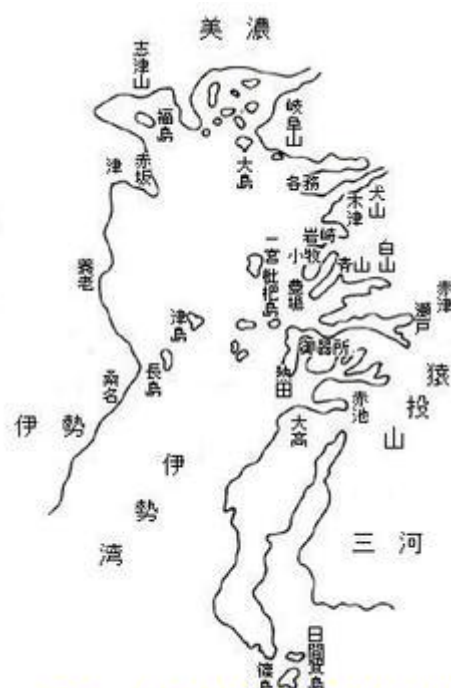 美濃
志津山
福島
岐阜山
大島
赤坂
津
各務
犬山
木津
岩崎
小牧
一宮
枇杷島
白山
青山
豊場
赤津
瀬戸
養老
津島
御器所
猿投山
長島
熱田
桑名
赤池
大高
伊勢
伊勢湾
三河
日間賀島
篠島